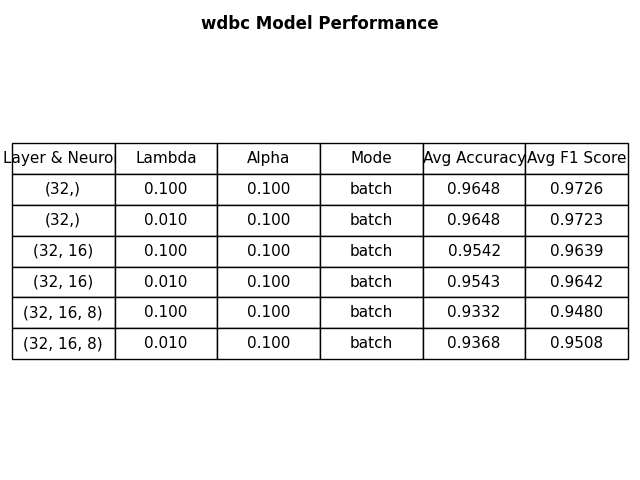 wdbc Model Performance
Layer & Neuro Lambda Alpha Mode Avg Accuracy Avg F1 Score
(32,) 0.100 0.100 batch 0.9648 0.9726
(32,) 0.010 0.100 batch 0.9648 0.9723
(32, 16) 0.100 0.100 batch 0.9542 0.9639
(32, 16) 0.010 0.100 batch 0.9543 0.9642
(32, 16, 8) 0.100 0.100 batch 0.9332 0.9480
(32, 16, 8) 0.010 0.100 batch 0.9368 0.9508